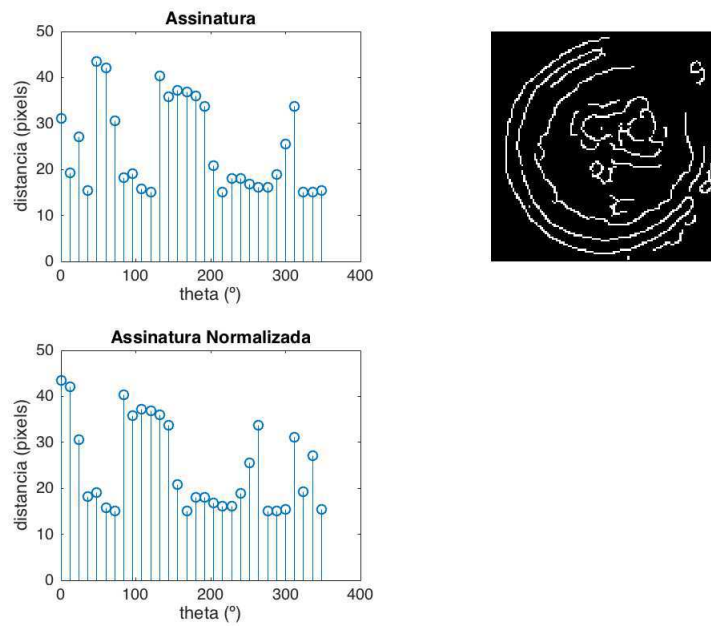 Assinatura
50
40
30
20
10
0
distancia (pixels)
0 100 200 300 400
theta (º)
Assinatura Normalizada
50
40
30
20
10
0
distancia (pixels)
0 100 200 300 400
theta (º)